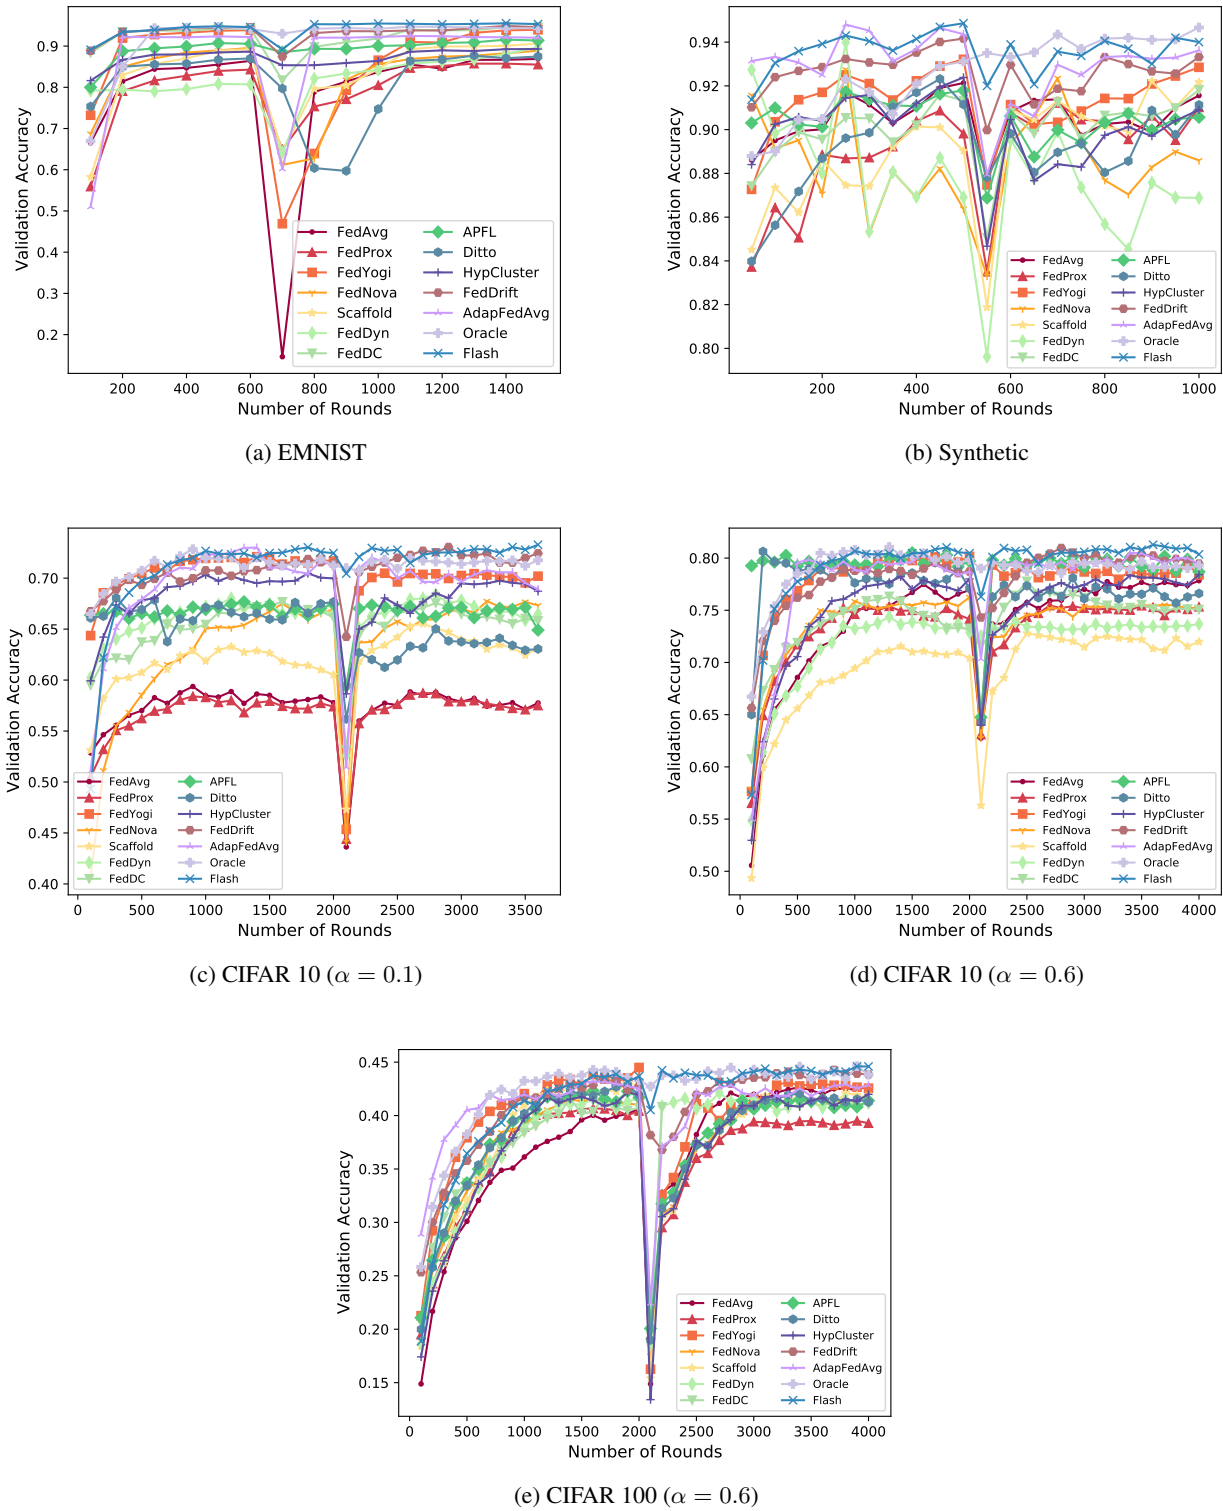 0.9
0.8
0.7
0.6
0.5
0.4
0.3
0.2
Validation Accuracy
FedAvg
FedProx
FedYogi
FedNova
Scaffold
FedDyn
FedDC
APFL
Ditto
HypCluster
FedDrift
AdapFedAvg
Oracle
Flash
200 400 600 800 1000 1200 1400
Number of Rounds
(a) EMNIST
0.94
0.92
0.90
0.88
0.86
0.84
0.82
0.80
Validation Accuracy
FedAvg
FedProx
FedYogi
FedNova
Scaffold
FedDyn
FedDC
APFL
Ditto
HypCluster
FedDrift
AdapFedAvg
Oracle
Flash
200 400 600 800 1000
Number of Rounds
(b) Synthetic
0.70
0.65
0.60
0.55
0.50
0.45
0.40
Validation Accuracy
FedAvg
FedProx
FedYogi
FedNova
Scaffold
FedDyn
FedDC
APFL
Ditto
HypCluster
FedDrift
AdapFedAvg
Oracle
Flash
0 500 1000 1500 2000 2500 3000 3500
Number of Rounds
(c) CIFAR 10 (α = 0.1)
0.80
0.75
0.70
0.65
0.60
0.55
0.50
Validation Accuracy
FedAvg
FedProx
FedYogi
FedNova
Scaffold
FedDyn
FedDC
APFL
Ditto
HypCluster
FedDrift
AdapFedAvg
Oracle
Flash
0 500 1000 1500 2000 2500 3000 3500 4000
Number of Rounds
(d) CIFAR 10 (α = 0.6)
0.45
0.40
0.35
0.30
0.25
0.20
0.15
Validation Accuracy
FedAvg
FedProx
FedYogi
FedNova
Scaffold
FedDyn
FedDC
APFL
Ditto
HypCluster
FedDrift
AdapFedAvg
Oracle
Flash
0 500 1000 1500 2000 2500 3000 3500 4000
Number of Rounds
(e) CIFAR 100 (α = 0.6)